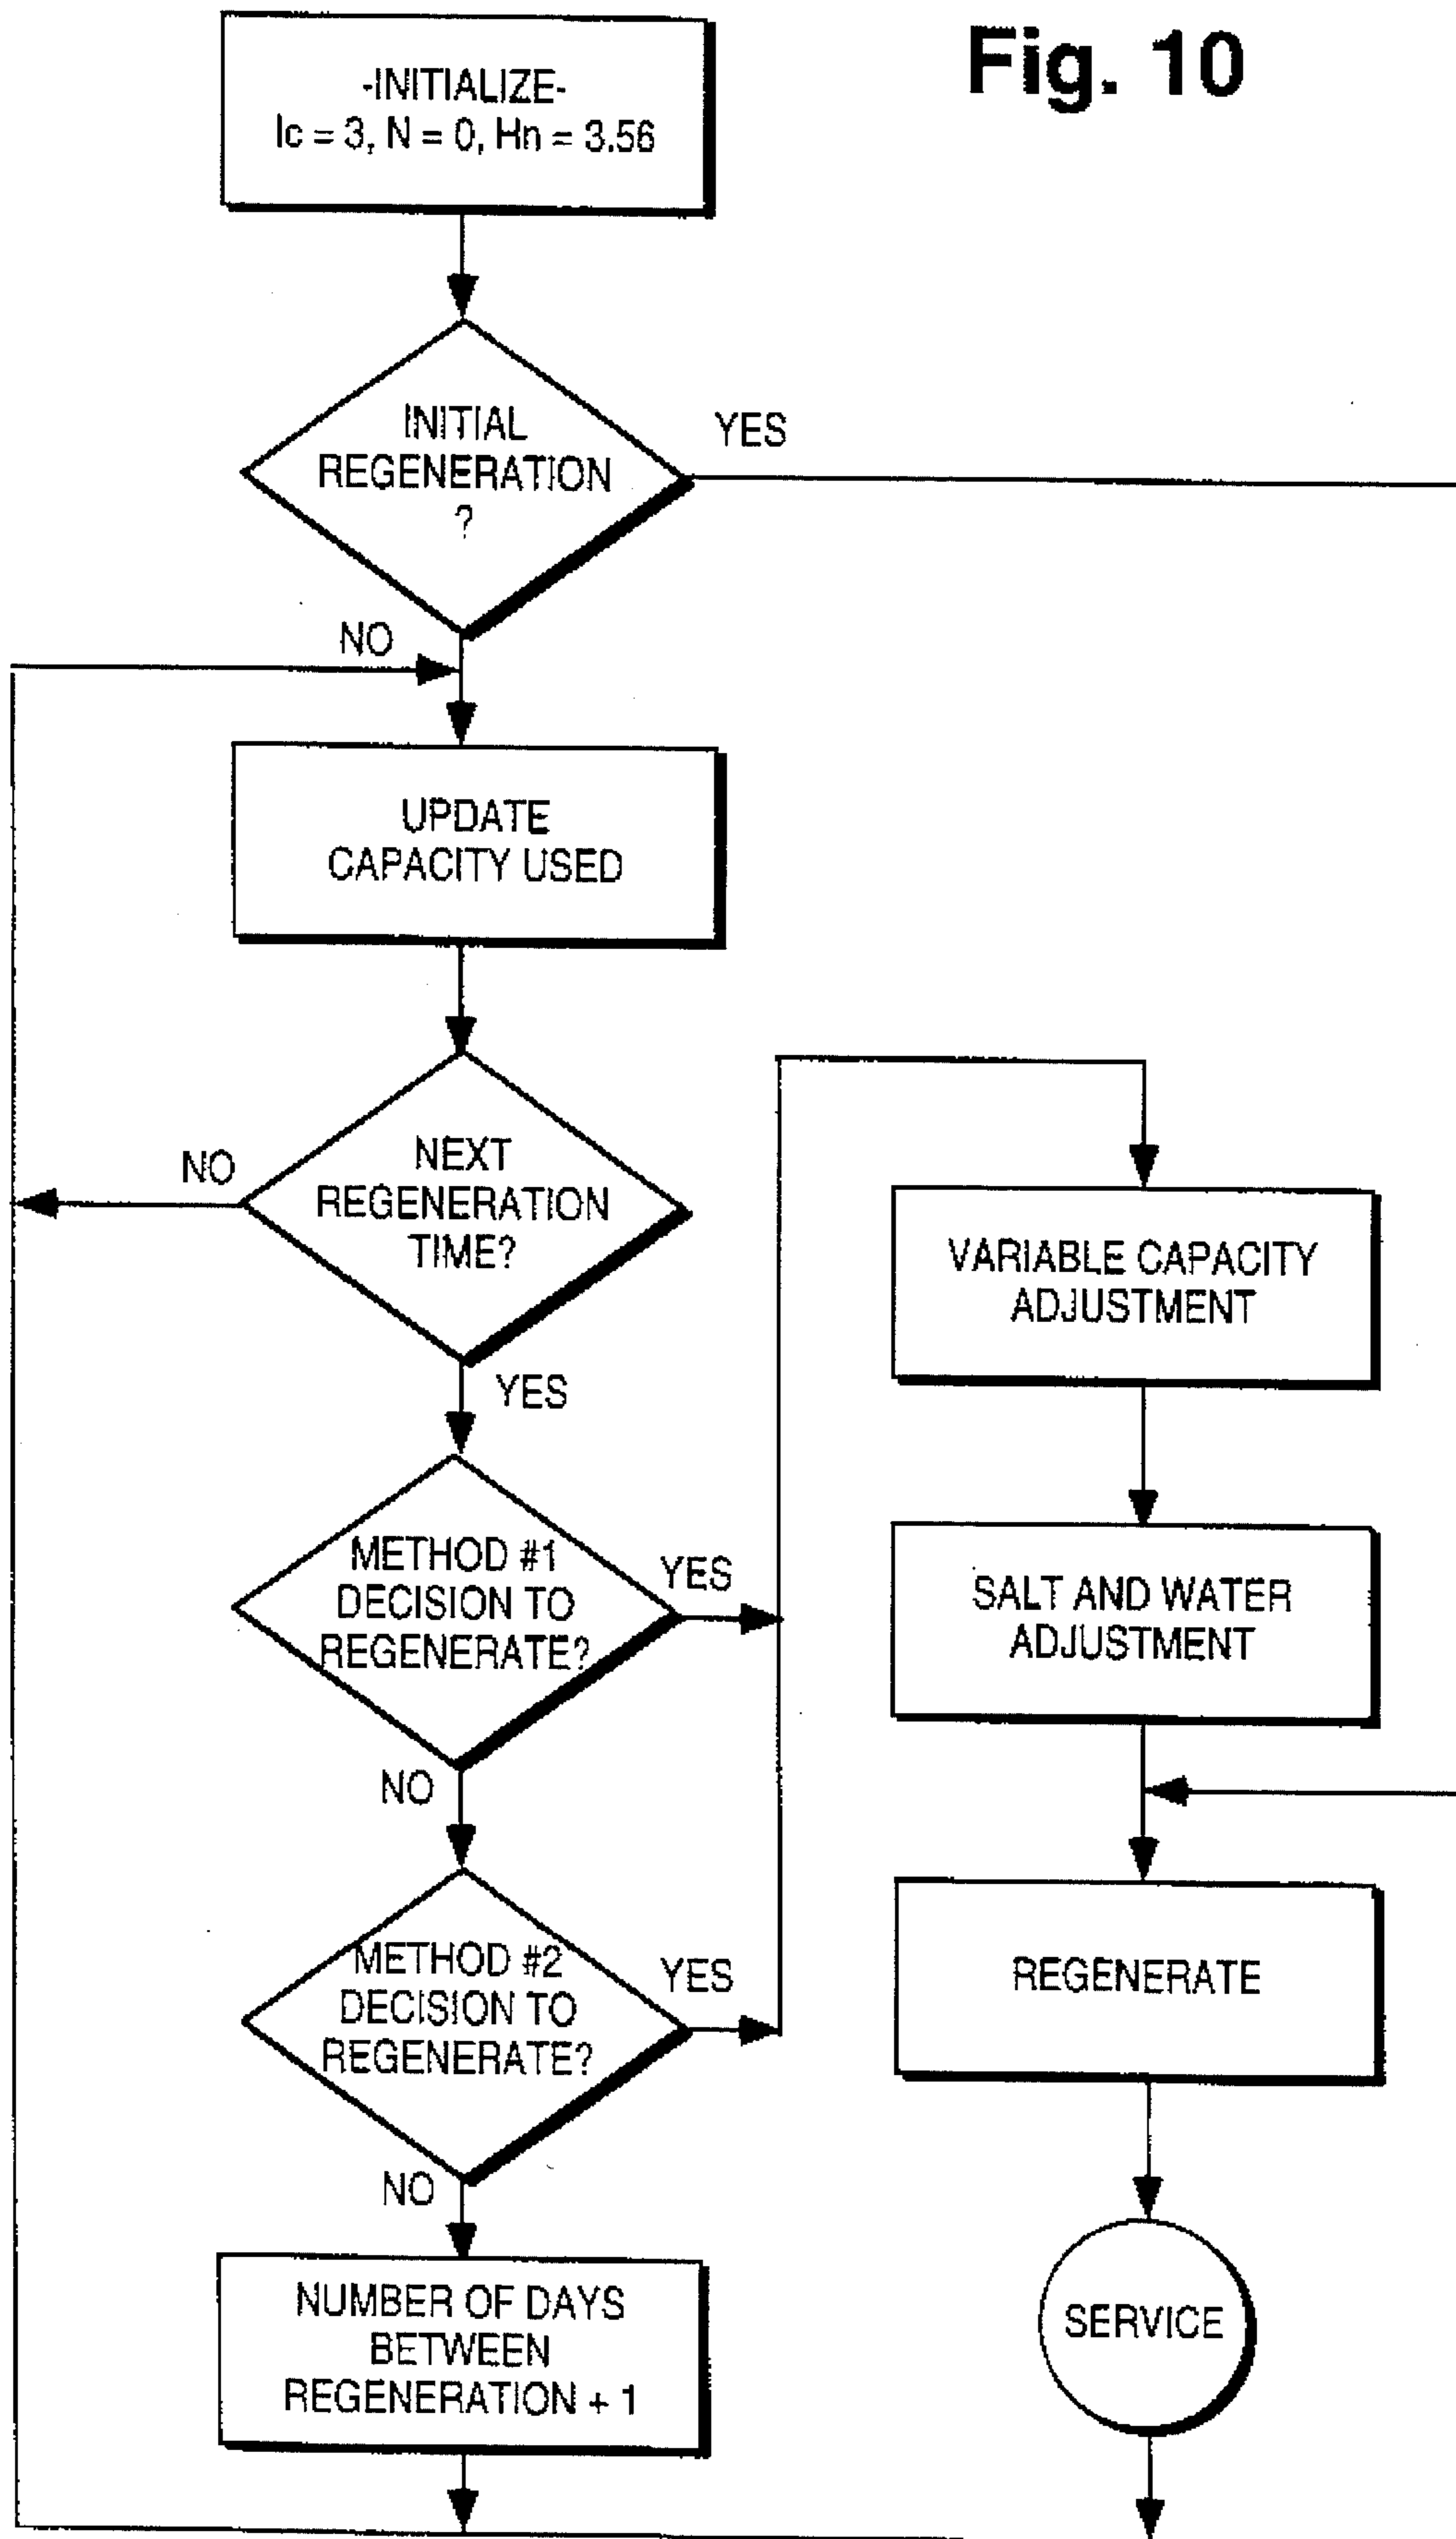 Fig. 10
-INITIALIZE-
Ic = 3, N = 0, Hn = 3.56
INITIAL
REGENERATION
?
YES
NO
UPDATE
CAPACITY USED
NEXT
REGENERATION
TIME?
NO
YES
VARIABLE CAPACITY
ADJUSTMENT
METHOD #1
DECISION TO
REGENERATE?
YES
NO
SALT AND WATER
ADJUSTMENT
METHOD #2
DECISION TO
REGENERATE?
YES
NO
REGENERATE
NUMBER OF DAYS
BETWEEN
REGENERATION + 1
SERVICE